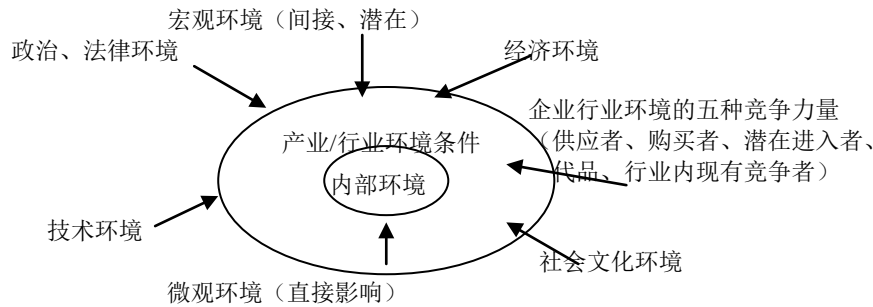 宏观环境（间接、潜在）
政治、法律环境
经济环境
企业行业环境的五种竞争力量
（供应者、购买者、潜在进入者、
代品、行业内现有竞争者）
产业/行业环境条件
内部环境
技术环境
社会文化环境
微观环境（直接影响）